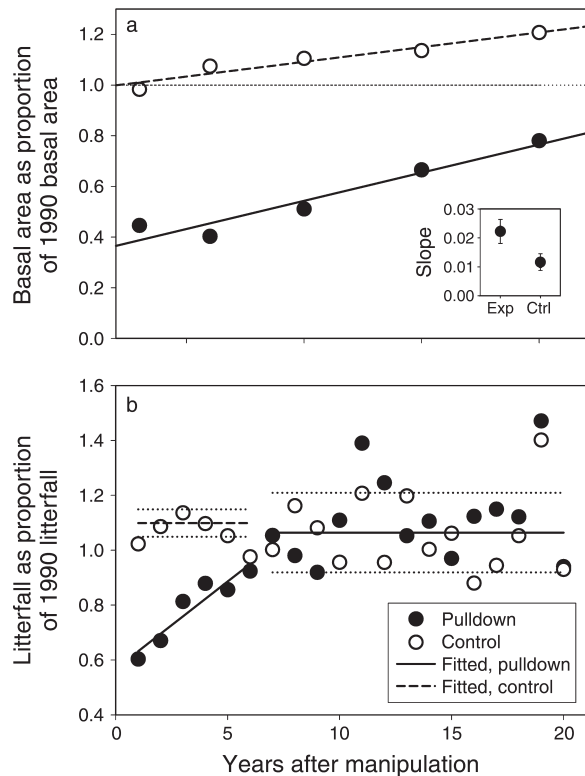 a
Basal area as proportion
of 1990 basal area
1.2
1.0
0.8
0.6
0.4
0.2
0.0
Slope
0.03
0.02
0.01
0.00
Exp Ctrl
b
Litterfall as proportion
of 1990 litterfall
1.6
1.4
1.2
1.0
0.8
0.6
0.4
Pulldown
Control
Fitted, pulldown
Fitted, control
0 5 10 15 20
Years after manipulation